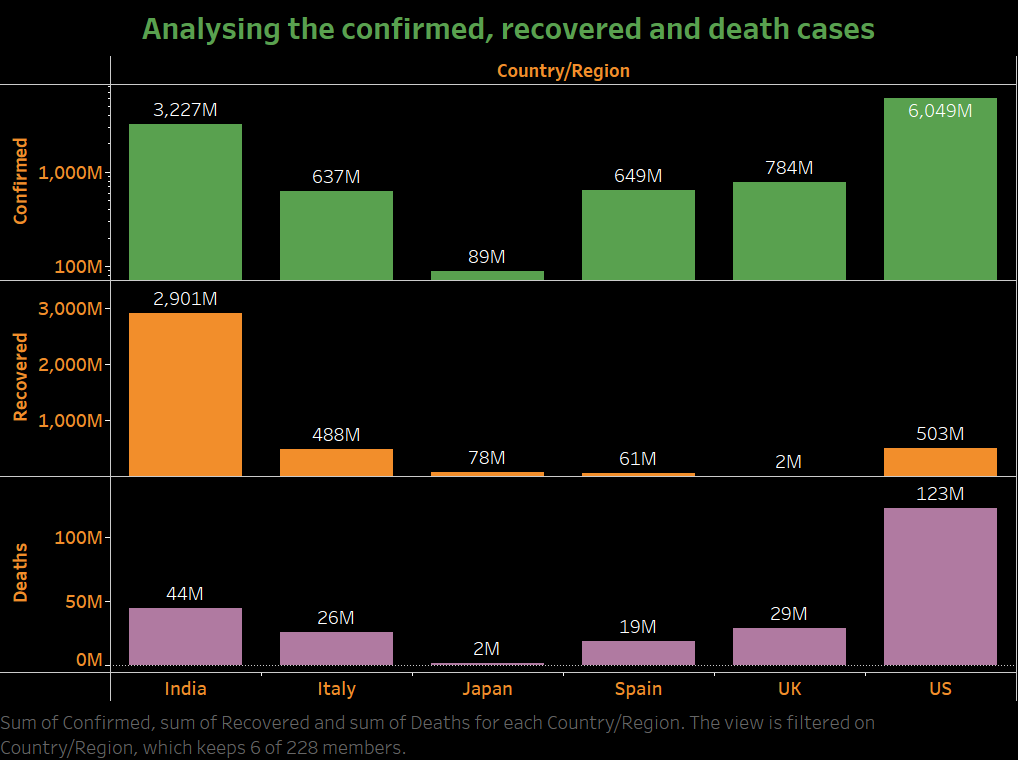 Analysing the confirmed, recovered and death cases
Country/Region
Confirmed
1,000M
100M
3,227M
637M
89M
649M
784M
6,049M
Recovered
3,000M
2,000M
1,000M
2,901M
488M
78M
61M
2M
503M
Deaths
100M
50M
0M
44M
26M
2M
19M
29M
123M
India Italy Japan Spain UK US
Sum of Confirmed, sum of Recovered and sum of Deaths for each Country/Region. The view is filtered on
Country/Region, which keeps 6 of 228 members.